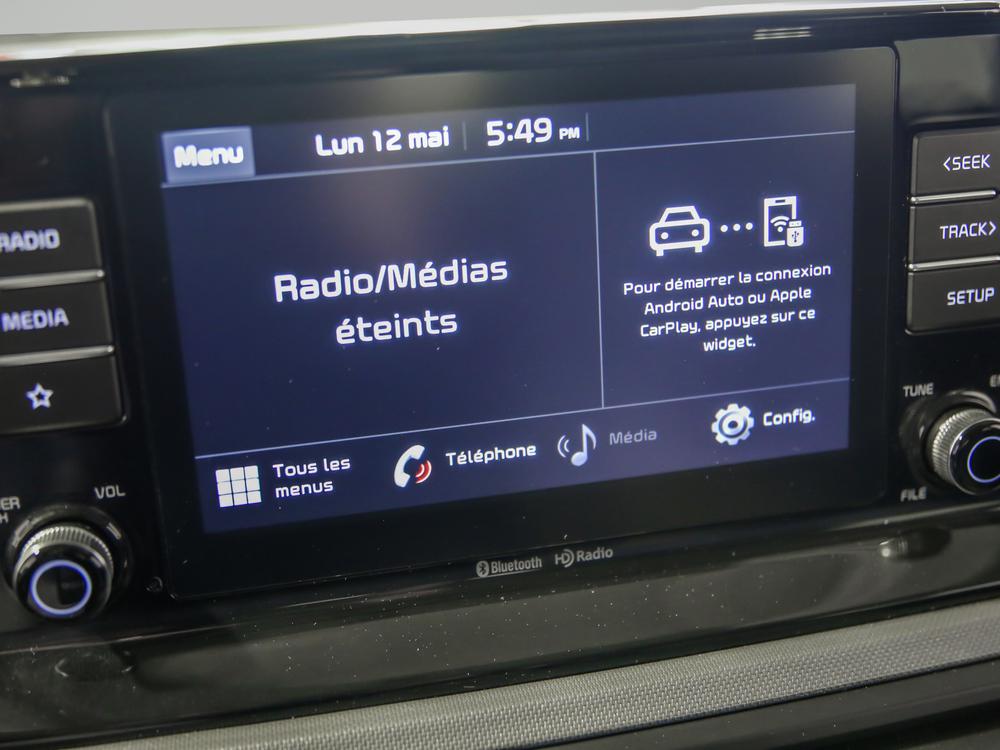 Menu
Lun 12 mai
5:49 PM
Radio/Médias
éteints
Pour démarrer la connexion
Android Auto ou Apple
CarPlay, appuyez sur ce
widget.
Tous les
menus
Téléphone
Média
Config.
RADIO
MEDIA
VOL
<SEEK
TRACK>
SETUP
TUNE
FILE
Bluetooth
HD Radio